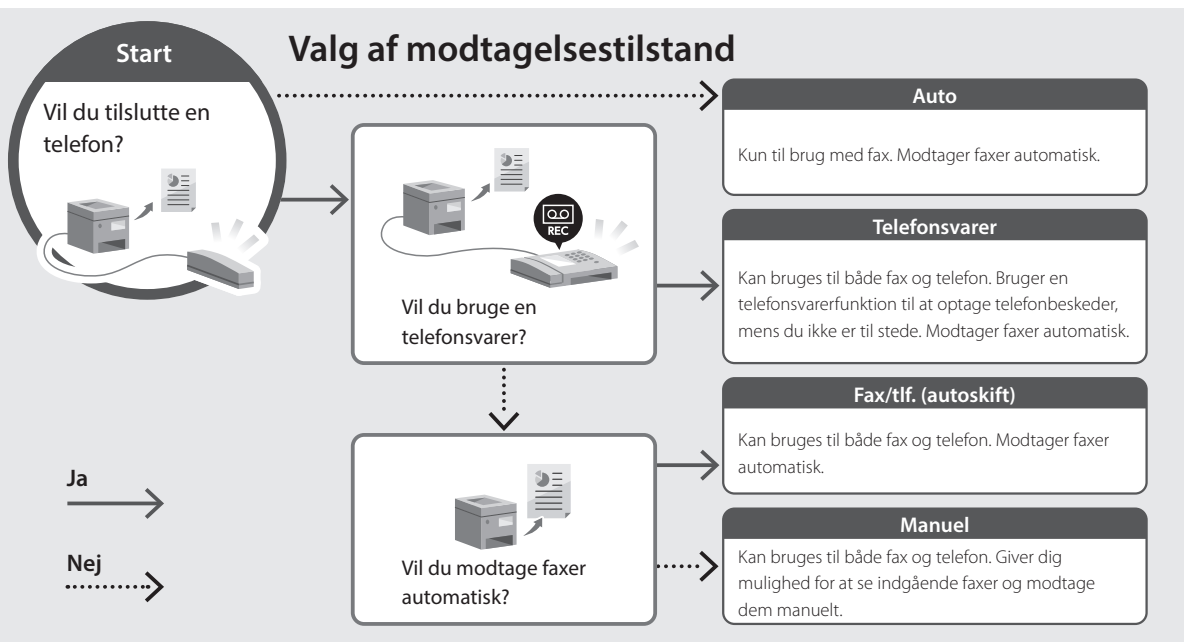 Start
Valg af modtagelsestilstand
Vil du tilslutte en
telefon?
Auto
Kun til brug med fax. Modtager faxer automatisk.
REC
Vil du bruge en
telefonsvarer?
Telefonsvarer
Kan bruges til både fax og telefon. Bruger en
telefonsvarerfunktion til at optage telefonbeskeder,
mens du ikke er til stede. Modtager faxer automatisk.
Vil du modtage faxer
automatisk?
Fax/tlf. (autoskift)
Kan bruges til både fax og telefon. Modtager faxer
automatisk.
Manuel
Kan bruges til både fax og telefon. Giver dig
mulighed for at se indgående faxer og modtage
dem manuelt.
Ja
Nej